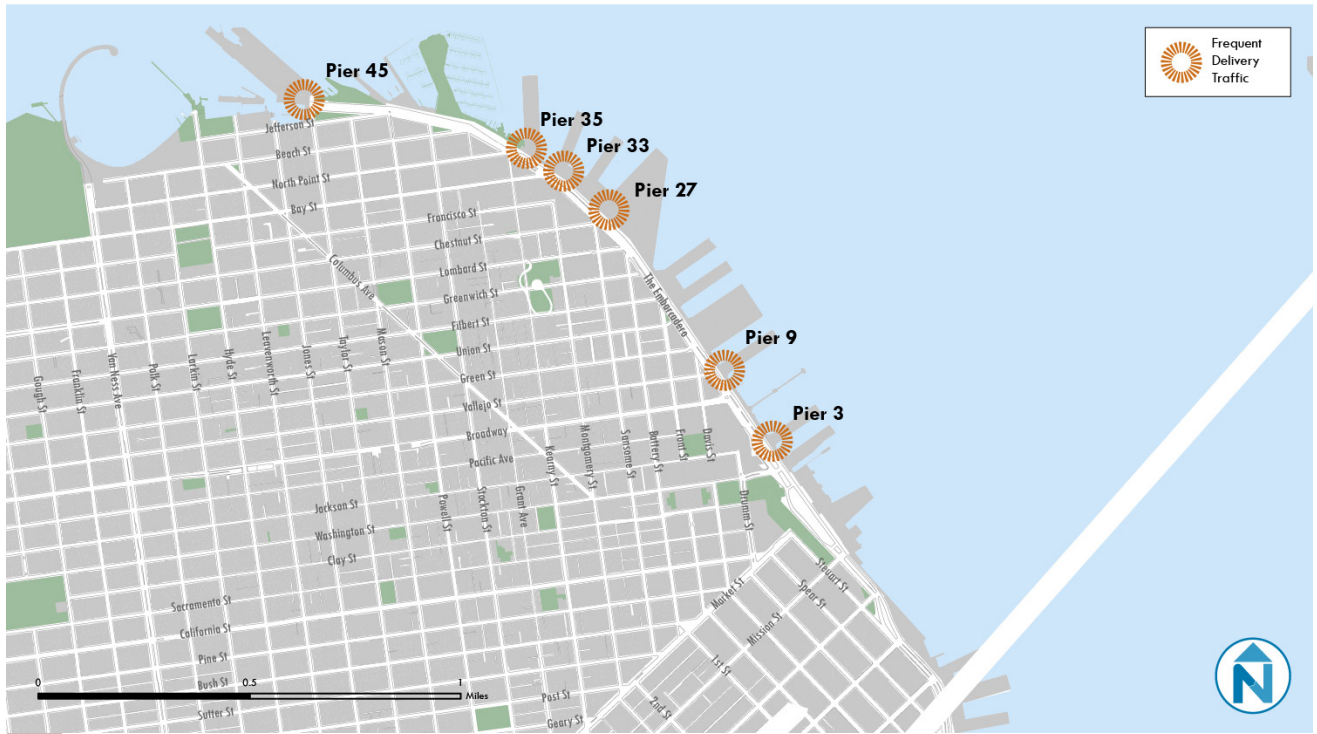 Frequent
Delivery
Traffic
Pier 45
Pier 35
Pier 33
Pier 27
Pier 9
Pier 3
Jefferson St
Beach St
North Point St
Bay St
Francisco St
Chestnut St
Lombard St
Greenwich St
Filbert St
Union St
Green St
Vallejo St
Broadway
Pacific Ave
Jackson St
Washington St
Clay St
Sacramento St
California St
Pine St
Bush St
Sutter St
Post St
Geary St
Columbus Ave
The Embarcadero
Gough St
Franklin St
Van Ness Ave
Polk St
Larkin St
Hyde St
Leavenworth St
Jones St
Taylor St
Mason St
Powell St
Stockton St
Grant Ave
Kearny St
Montgomery St
Sansome St
Battery St
Front St
Davis St
Drumm St
Market St
Steuart St
Spear St
Mission St
1st St
2nd St
0 0.5 1
Miles
N